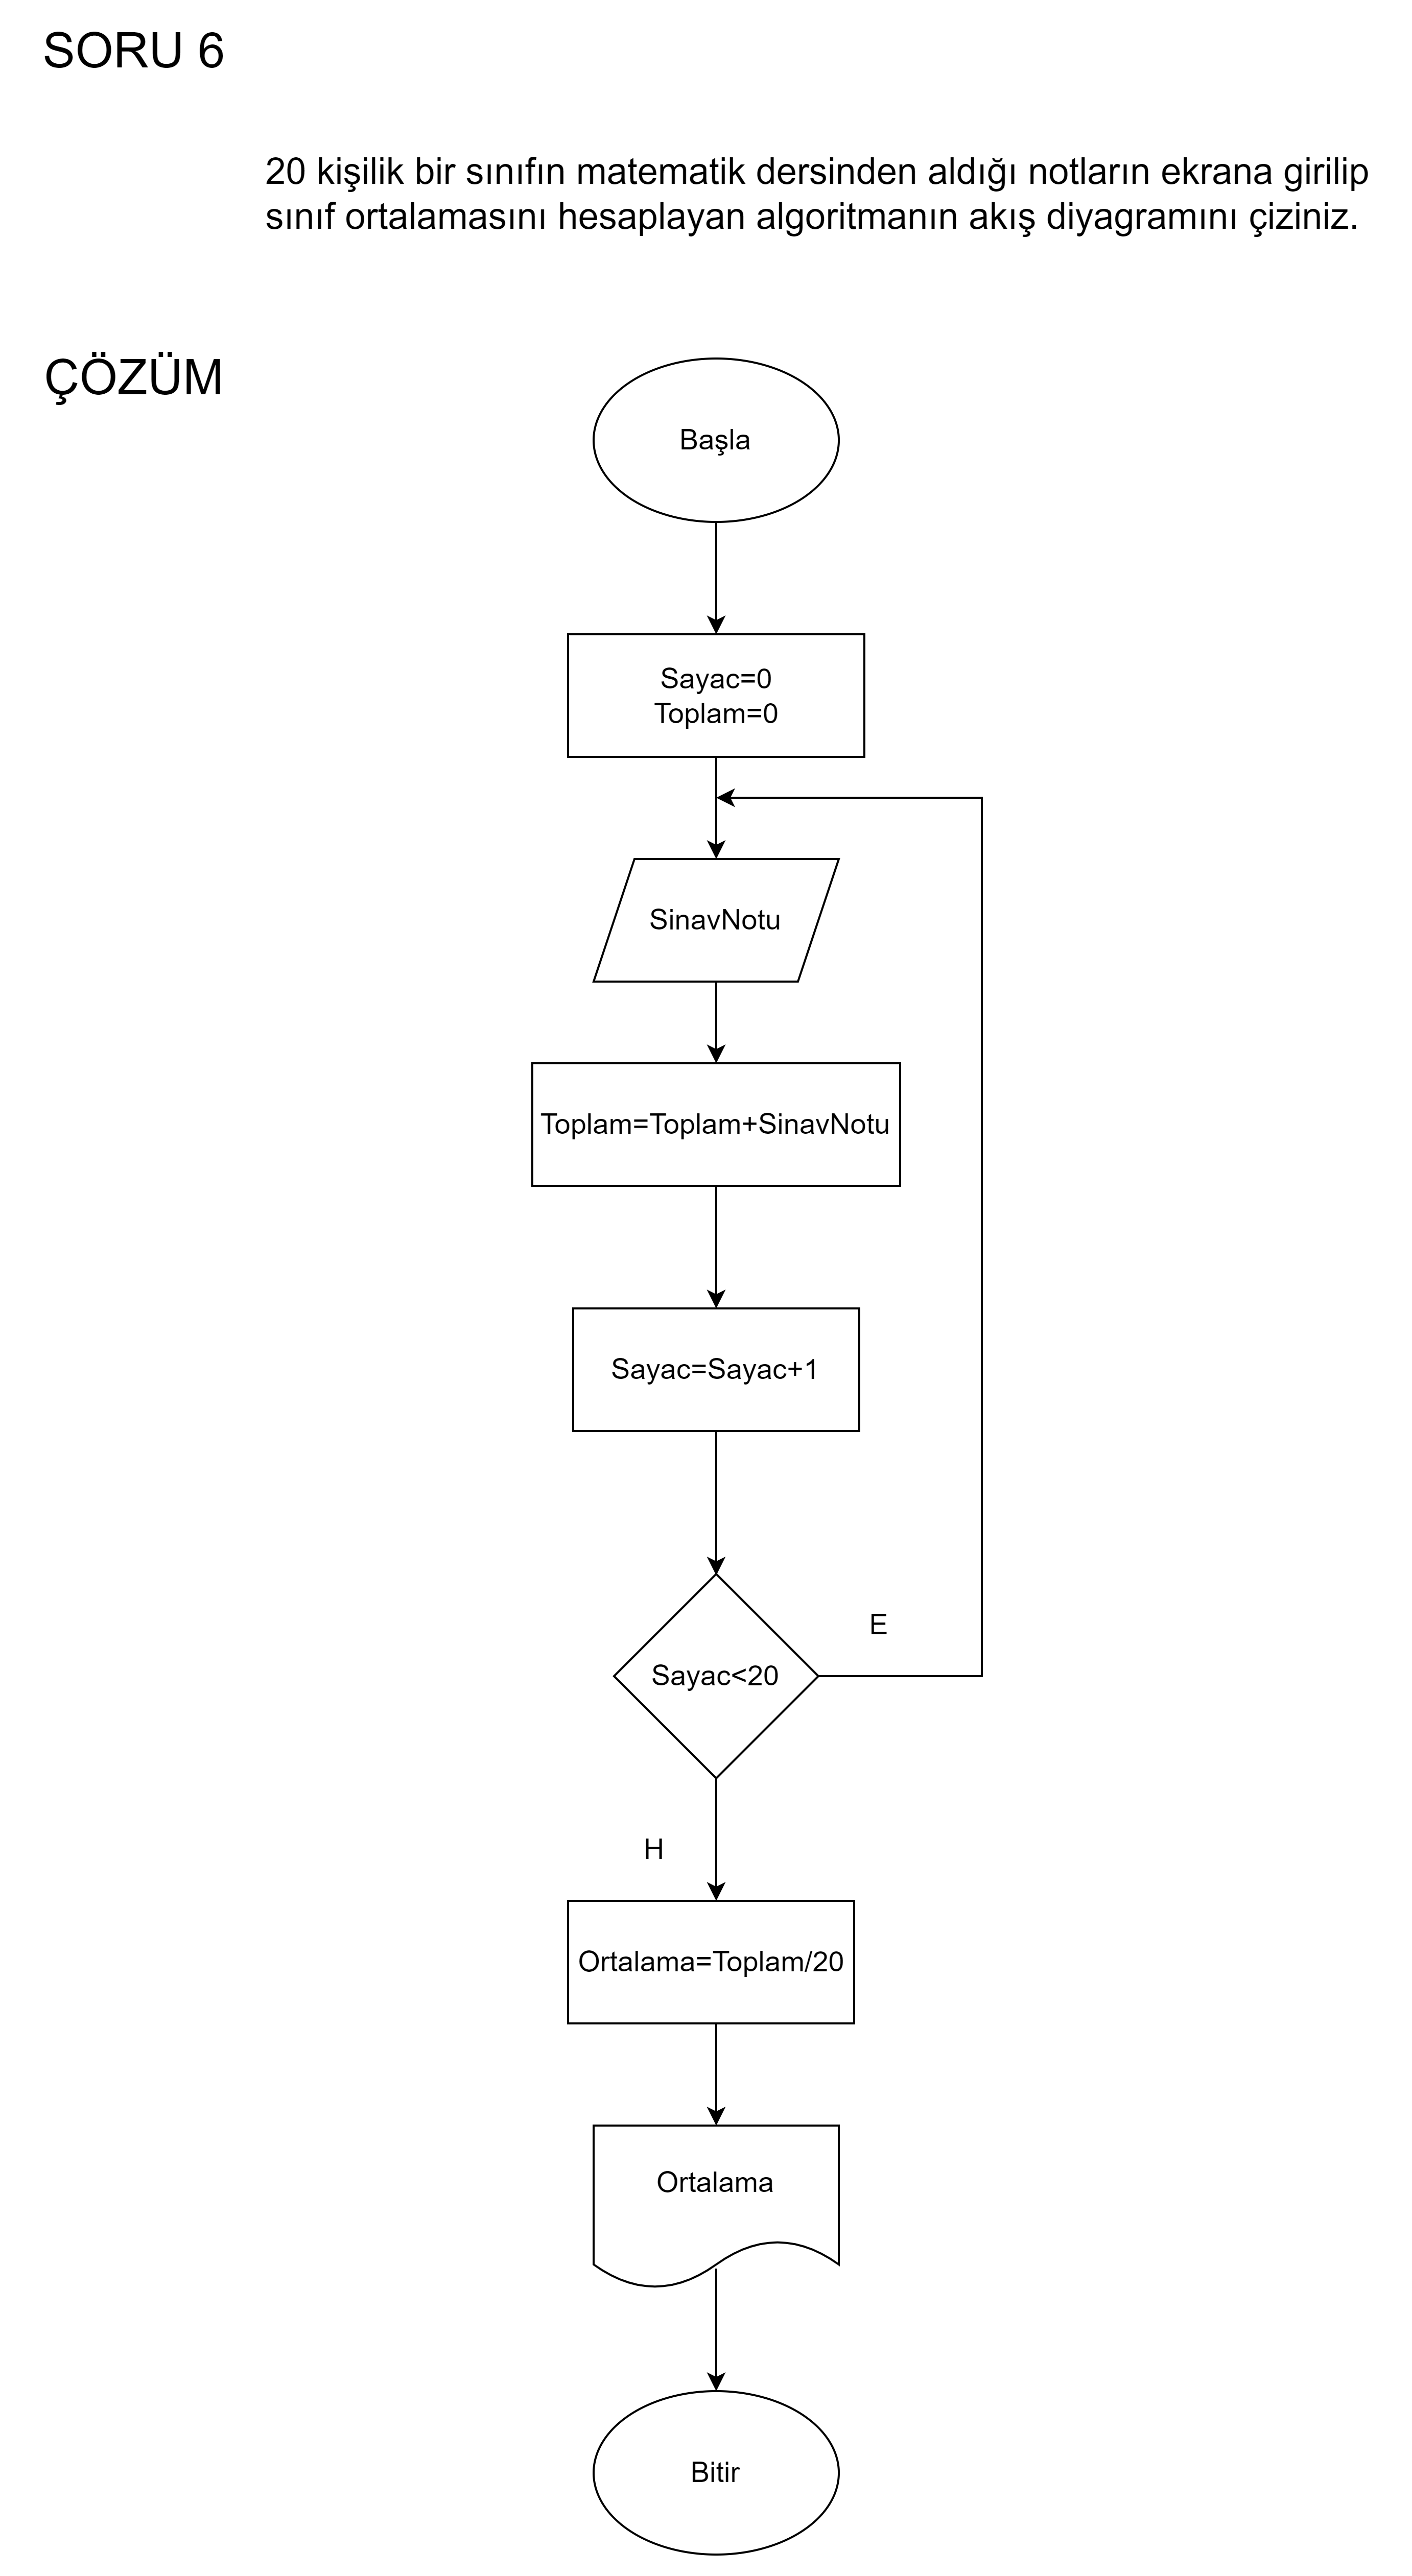 SORU 6
20 kişilik bir sınıfın matematik dersinden aldığı notların ekrana girilip
sınıf ortalamasını hesaplayan algoritmanın akış diyagramını çiziniz.
ÇÖZÜM
Başla
Sayac=0
Toplam=0
SinavNotu
Toplam=Toplam+SinavNotu
Sayac=Sayac+1
E
Sayac<20
H
Ortalama=Toplam/20
Ortalama
Bitir